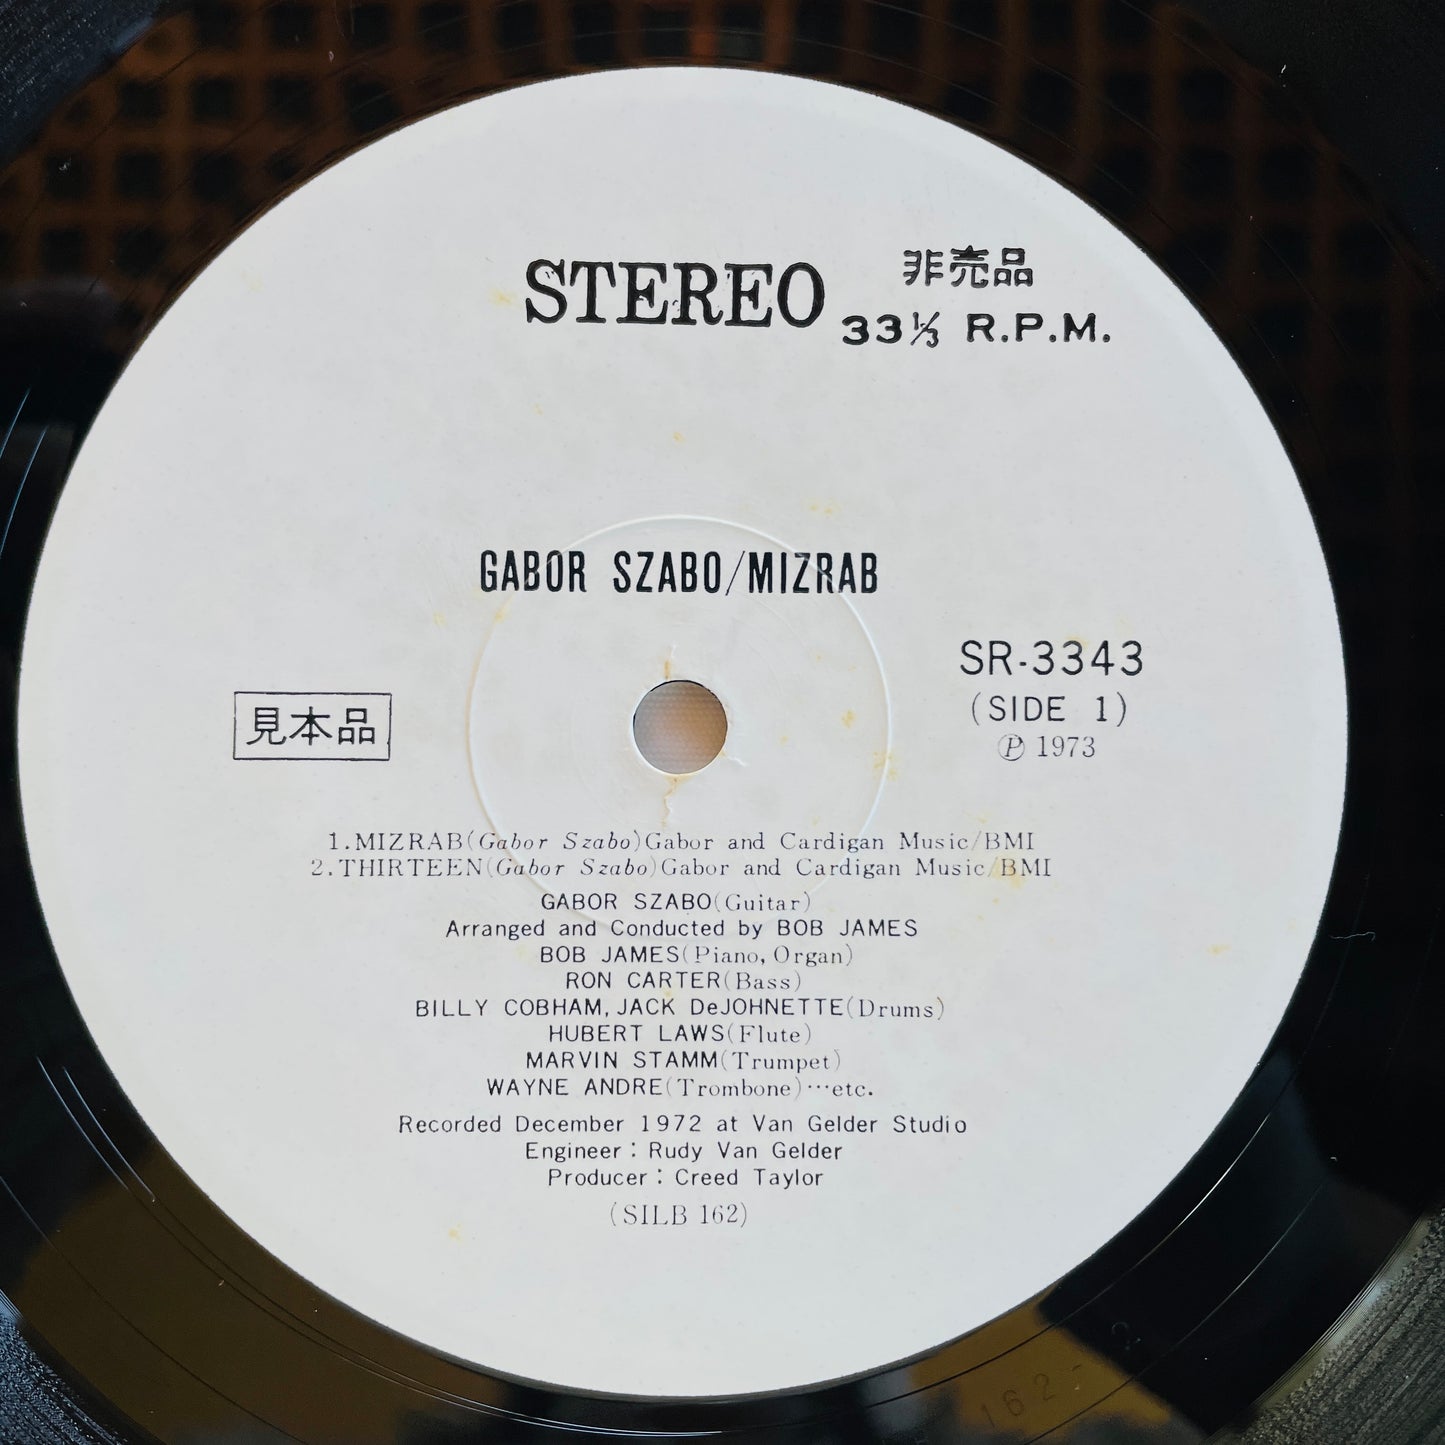 STEREO
非売品
33⅓ R.P.M.
GABOR SZABO/MIZRAB
SR-3343
(SIDE 1)
Ⓟ 1973
見本品
1.MIZRAB(Gabor Szabo)Gabor and Cardigan Music/BMI
2.THIRTEEN(Gabor Szabo)Gabor and Cardigan Music/BMI
GABOR SZABO(Guitar)
Arranged and Conducted by BOB JAMES
BOB JAMES(Piano,Organ)
RON CARTER(Bass)
BILLY COBHAM,JACK DeJOHNETTE(Drums)
HUBERT LAWS(Flute)
MARVIN STAMM(Trumpet)
WAYNE ANDRE(Trombone)…etc.
Recorded December 1972 at Van Gelder Studio
Engineer：Rudy Van Gelder
Producer：Creed Taylor
(SILB 162)
162-